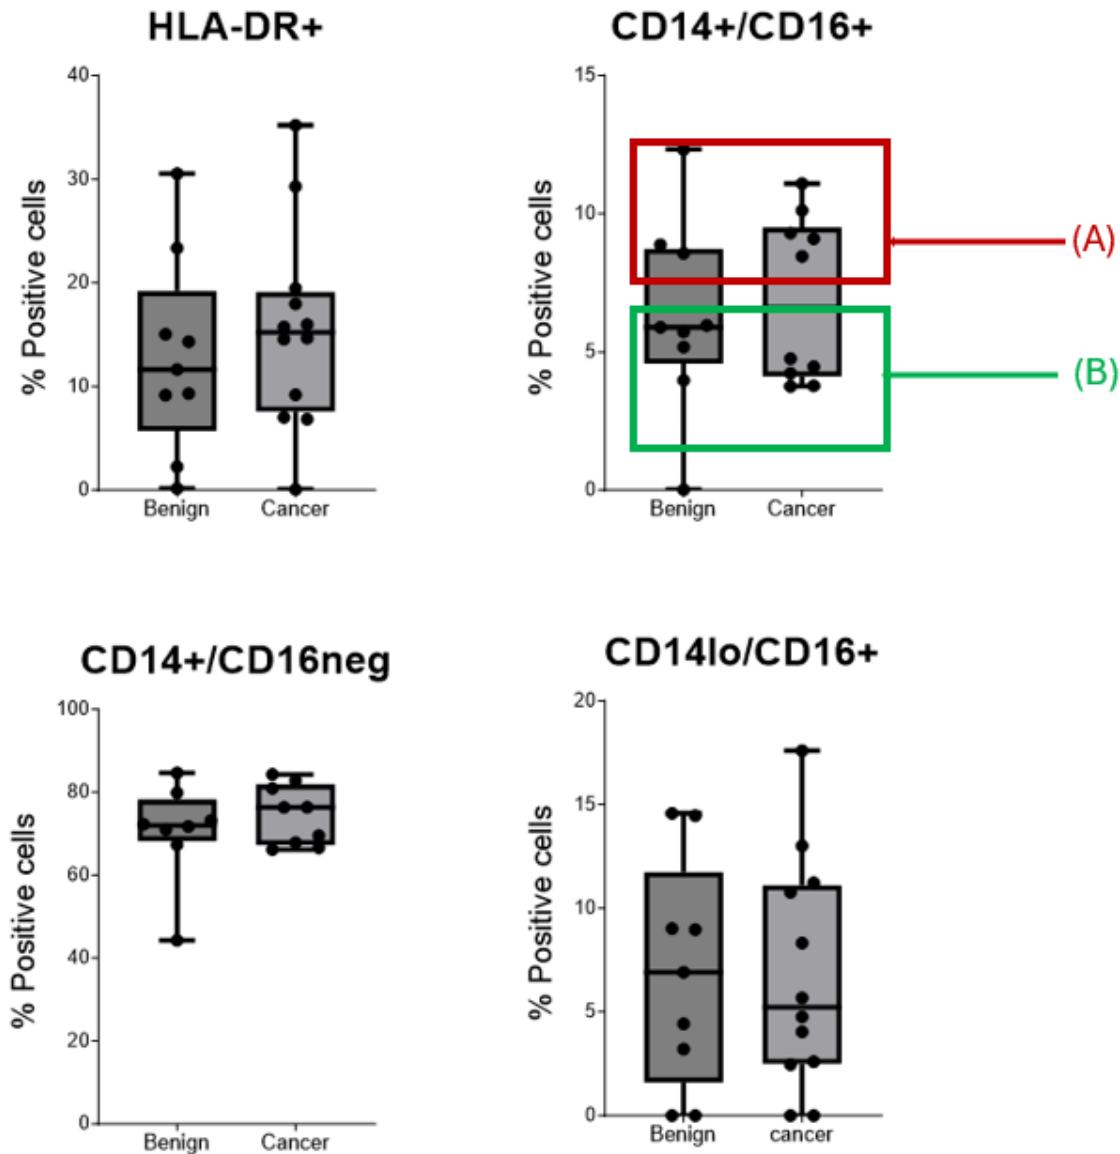 HLA-DR+
% Positive cells
40
30
20
10
0
Benign
Cancer
CD14+/CD16+
% Positive cells
15
10
5
0
Benign
Cancer
(A)
(B)
CD14+/CD16neg
% Positive cells
100
80
60
40
20
0
Benign
Cancer
CD14lo/CD16+
% Positive cells
20
15
10
5
0
Benign
cancer